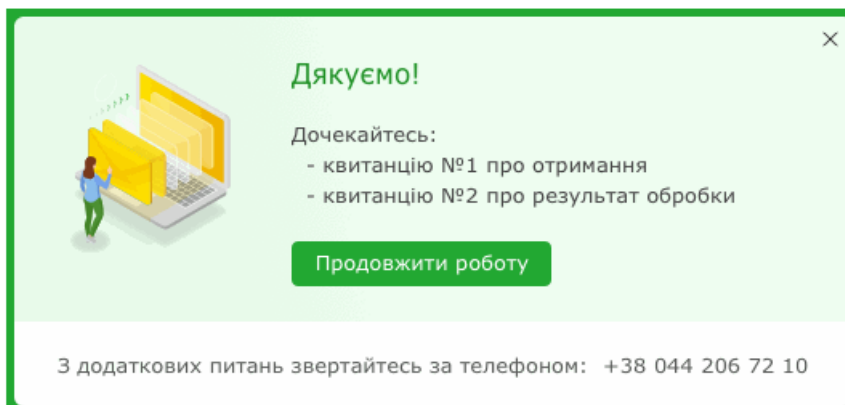 Дякуємо!
Дочекайтесь:
- квитанцію №1 про отримання
- квитанцію №2 про результат обробки
Продовжити роботу
З додаткових питань звертайтесь за телефоном: +38 044 206 72 10